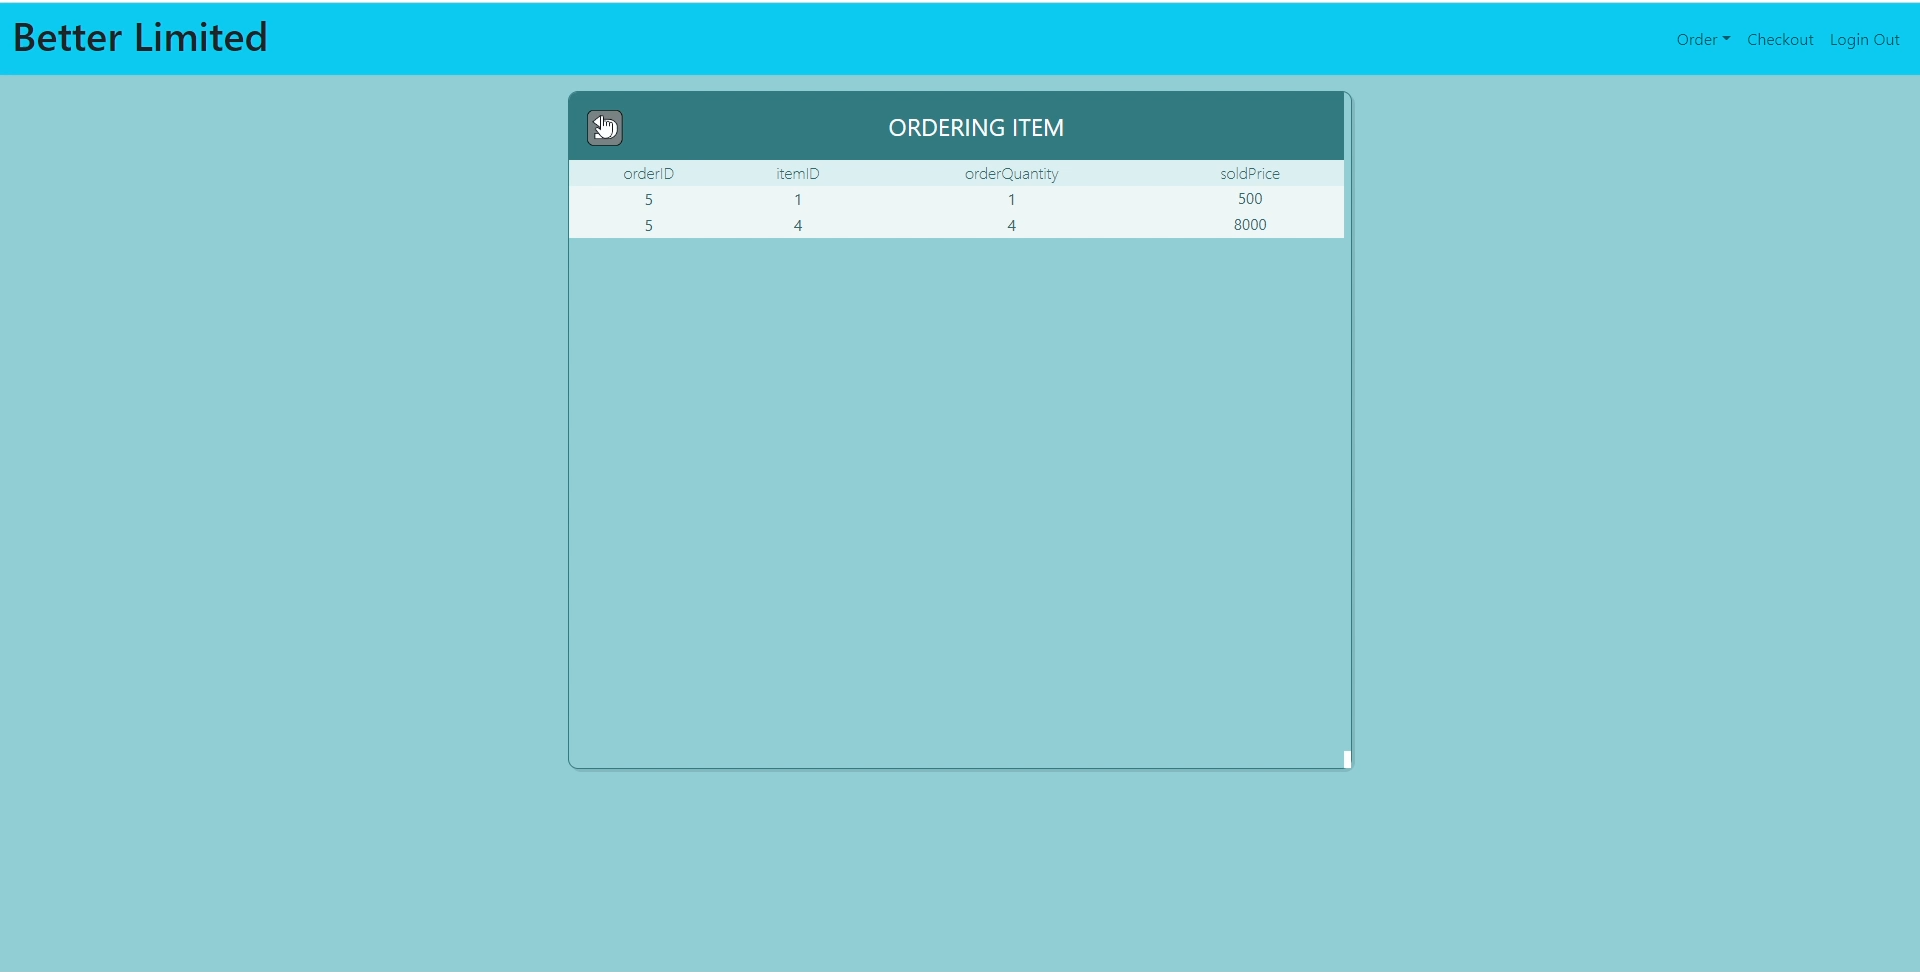 Better Limited
Order Checkout Login Out
ORDERING ITEM
orderID itemID orderQuantity soldPrice
5 1 1 500
5 4 4 8000